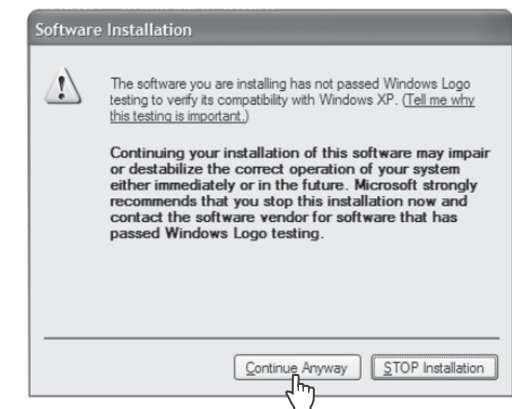 Software Installation
The software you are installing has not passed Windows Logo
testing to verify its compatibility with Windows XP. (Tell me why
this testing is important.)
Continuing your installation of this software may impair
or destabilize the correct operation of your system
either immediately or in the future. Microsoft strongly
recommends that you stop this installation now and
contact the software vendor for software that has
passed Windows Logo testing.
Continue Anyway
STOP Installation